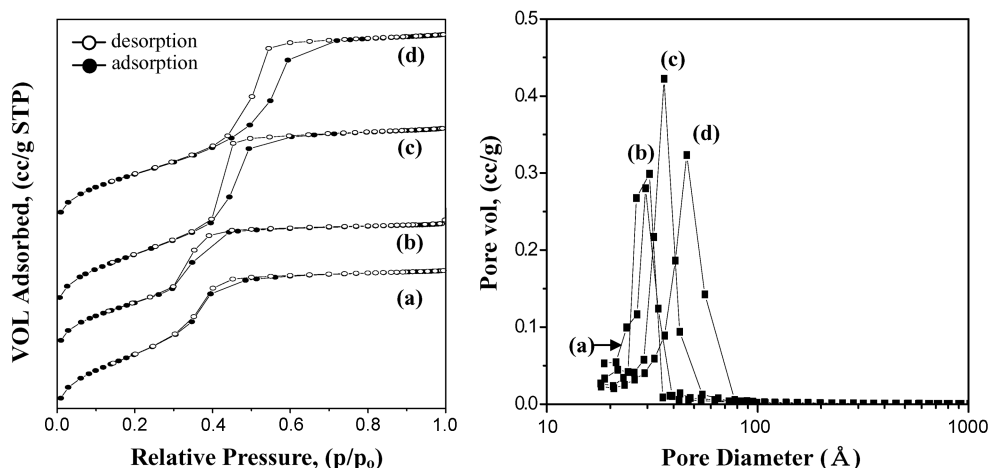 desorption
adsorption
(d)
(c)
(b)
(a)
0.0 0.2 0.4 0.6 0.8 1.0
Relative Pressure, (p/p₀)
VOL Adsorbed, (cc/g STP)
0.5
0.4
0.3
0.2
0.1
0.0
(c)
(b)
(d)
(a)
10 100 1000
Pore Diameter (Å)
Pore vol, (cc/g)